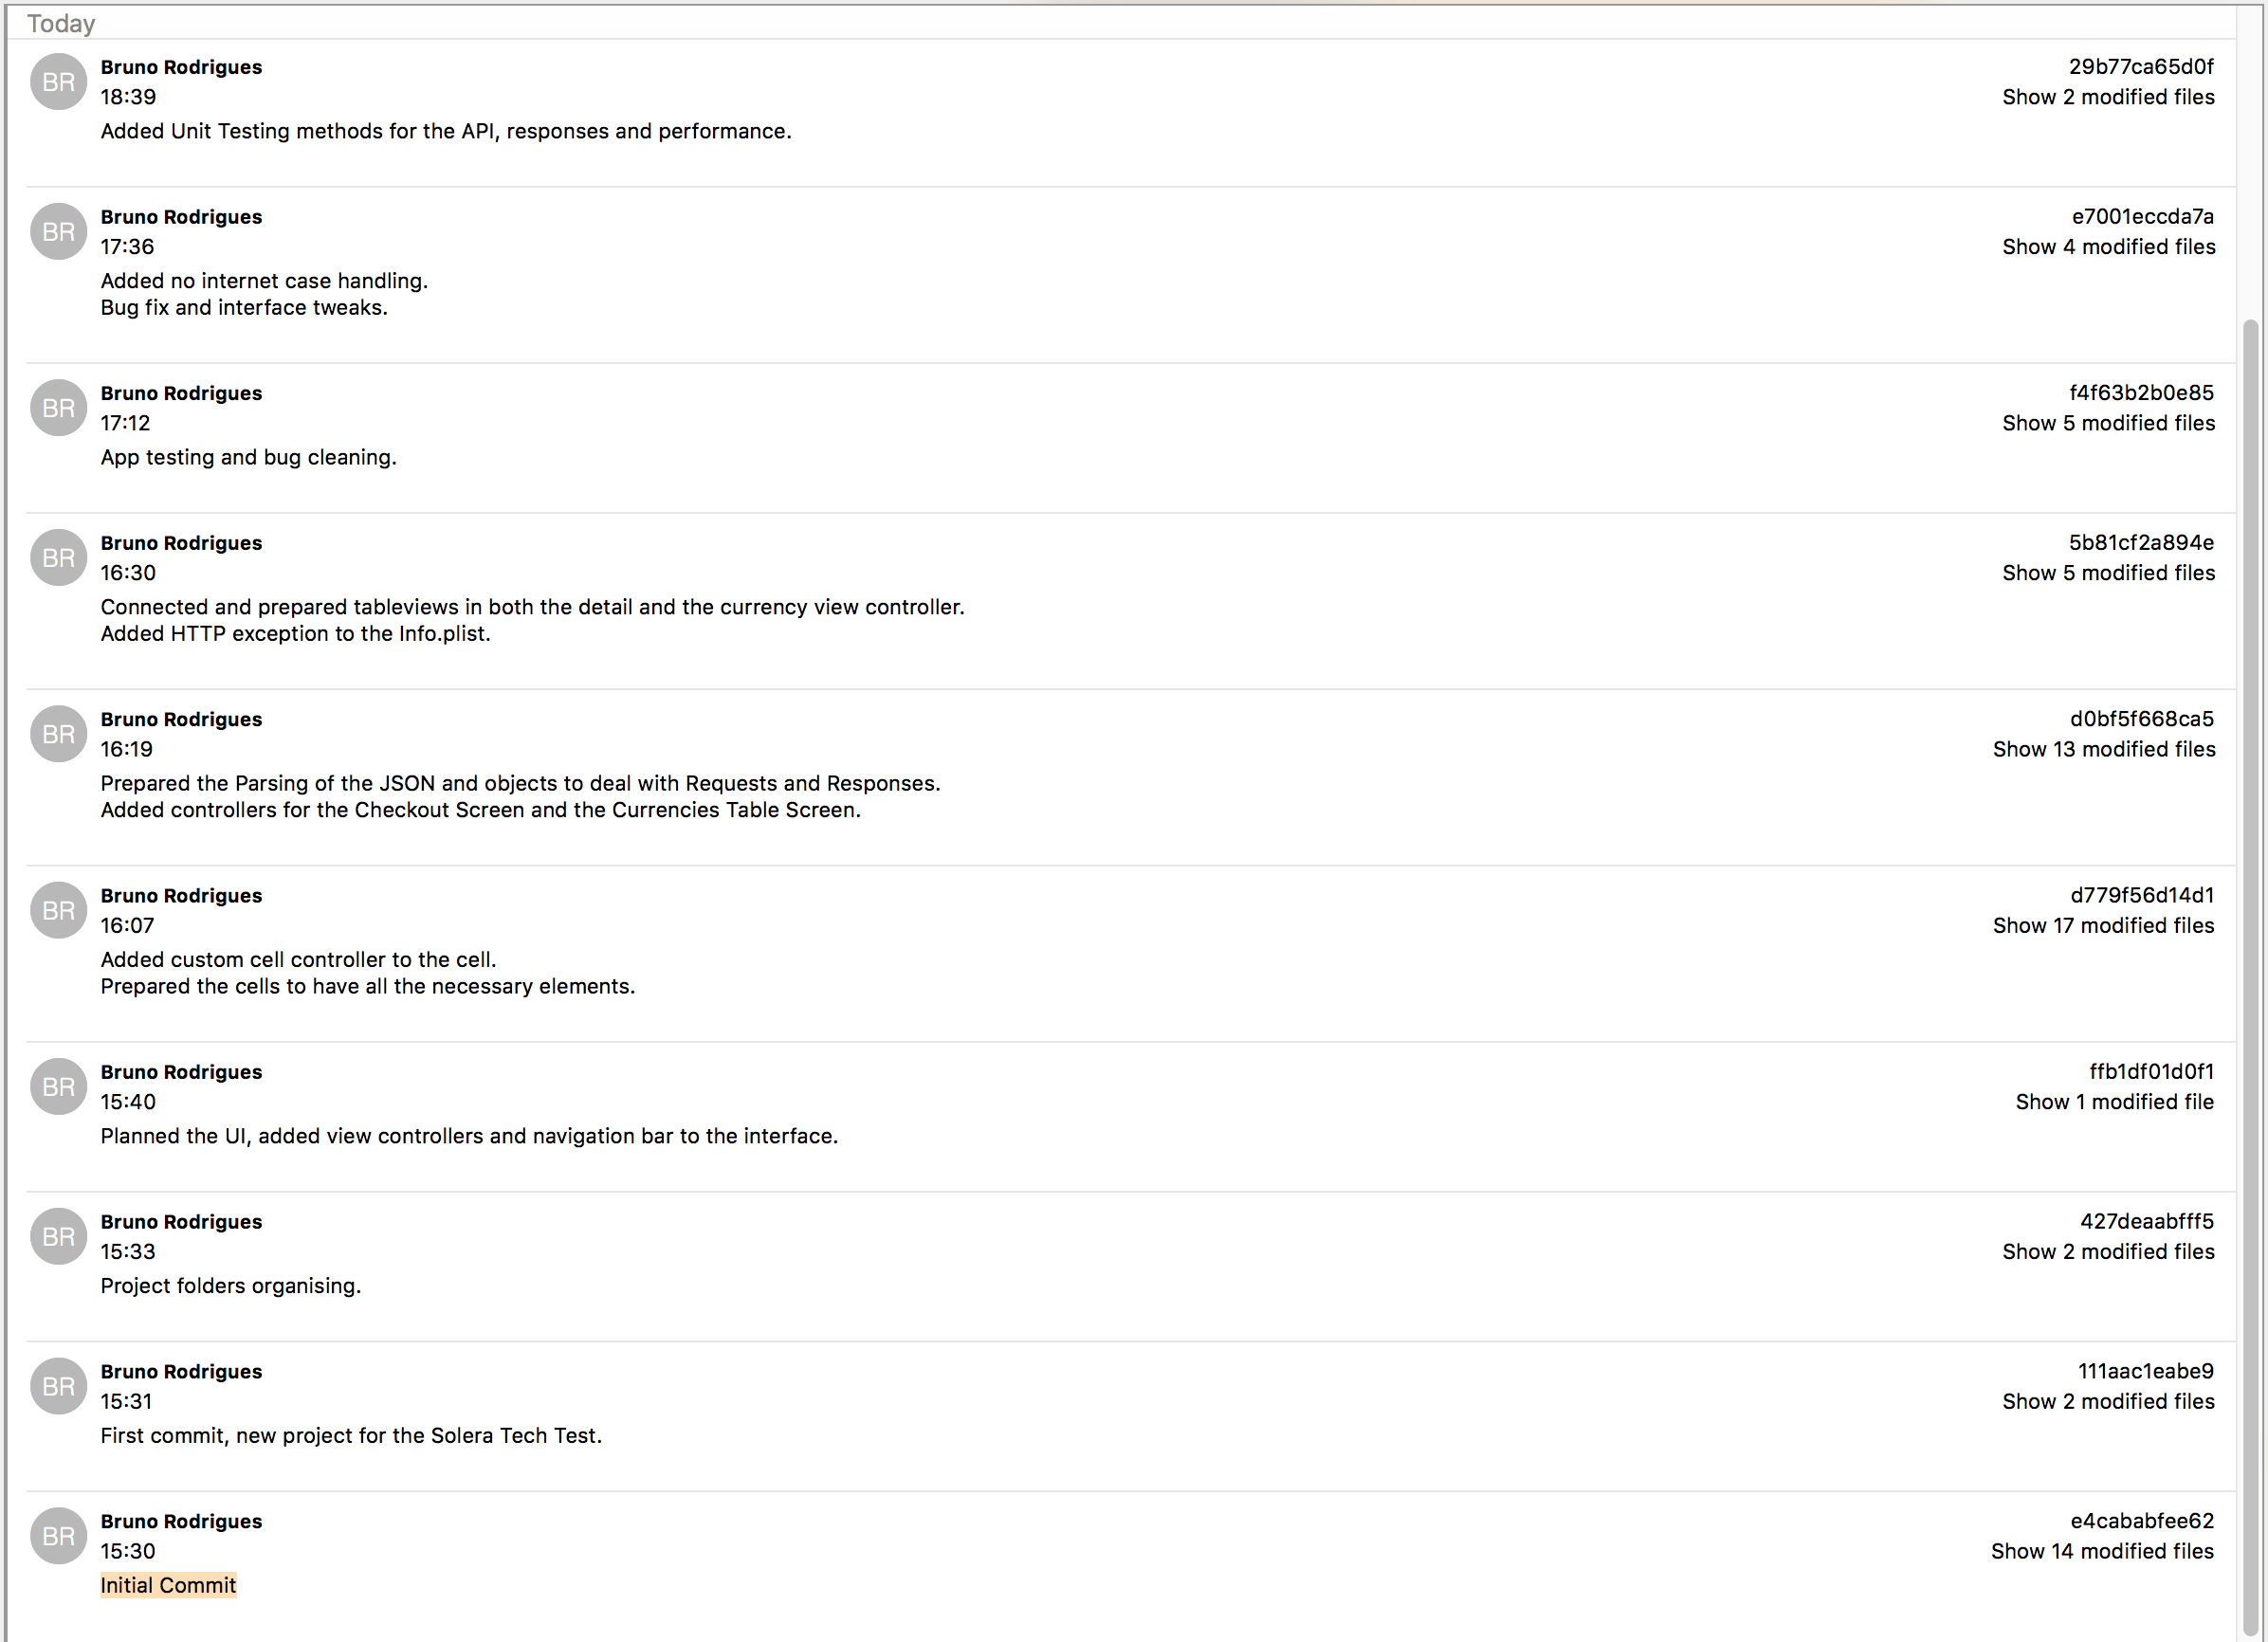 Today
BR
Bruno Rodrigues
29b77ca65d0f
18:39
Show 2 modified files
Added Unit Testing methods for the API, responses and performance.
BR
Bruno Rodrigues
e7001eccda7a
17:36
Show 4 modified files
Added no internet case handling.
Bug fix and interface tweaks.
BR
Bruno Rodrigues
f4f63b2b0e85
17:12
Show 5 modified files
App testing and bug cleaning.
BR
Bruno Rodrigues
5b81cf2a894e
16:30
Show 5 modified files
Connected and prepared tableviews in both the detail and the currency view controller.
Added HTTP exception to the Info.plist.
BR
Bruno Rodrigues
d0bf5f668ca5
16:19
Show 13 modified files
Prepared the Parsing of the JSON and objects to deal with Requests and Responses.
Added controllers for the Checkout Screen and the Currencies Table Screen.
BR
Bruno Rodrigues
d779f56d14d1
16:07
Show 17 modified files
Added custom cell controller to the cell.
Prepared the cells to have all the necessary elements.
BR
Bruno Rodrigues
ffb1df01d0f1
15:40
Show 1 modified file
Planned the UI, added view controllers and navigation bar to the interface.
BR
Bruno Rodrigues
427deaabfff5
15:33
Show 2 modified files
Project folders organising.
BR
Bruno Rodrigues
111aac1eabe9
15:31
Show 2 modified files
First commit, new project for the Solera Tech Test.
BR
Bruno Rodrigues
e4cababfee62
15:30
Show 14 modified files
Initial Commit